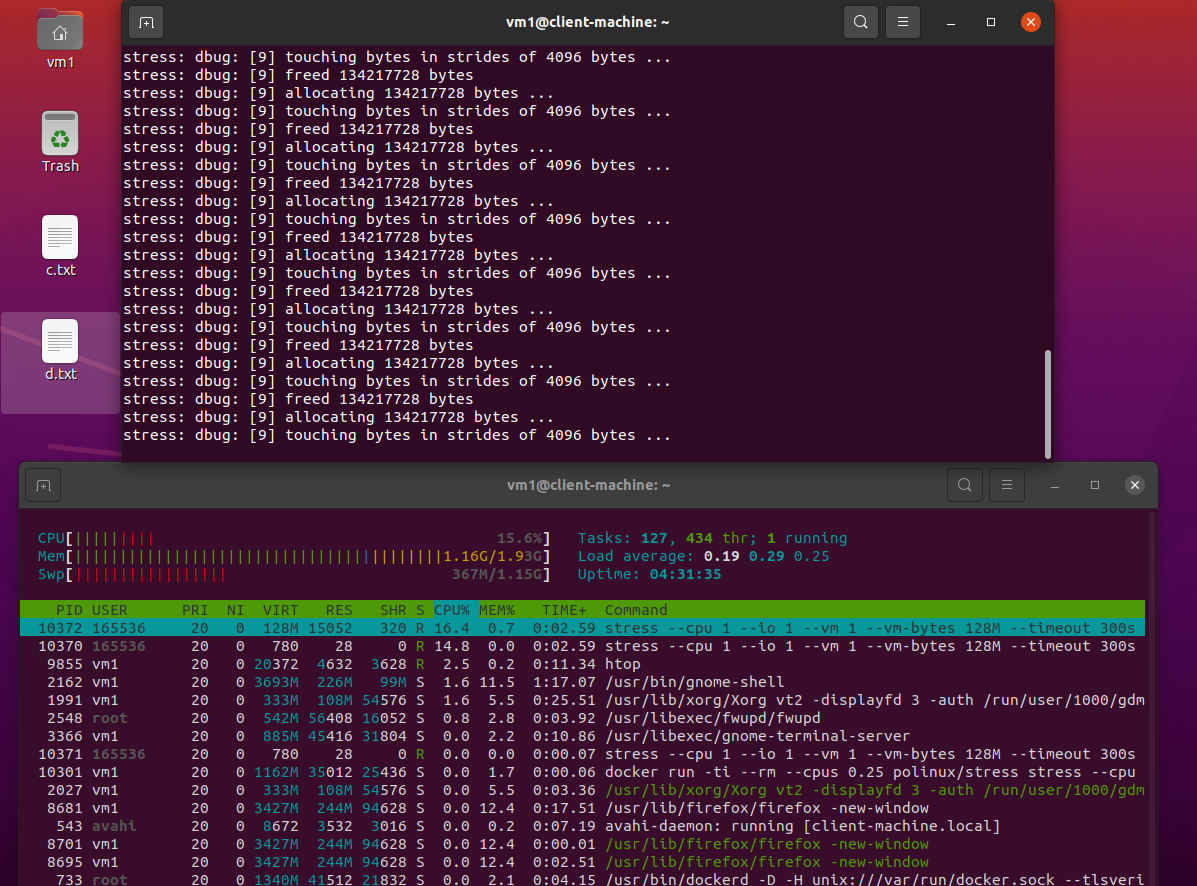 vm1@client-machine: ~
vm1
Trash
c.txt
d.txt
stress: dbug: [9] touching bytes in strides of 4096 bytes ...
stress: dbug: [9] freed 134217728 bytes
stress: dbug: [9] allocating 134217728 bytes ...
stress: dbug: [9] touching bytes in strides of 4096 bytes ...
stress: dbug: [9] freed 134217728 bytes
stress: dbug: [9] allocating 134217728 bytes ...
stress: dbug: [9] touching bytes in strides of 4096 bytes ...
stress: dbug: [9] freed 134217728 bytes
stress: dbug: [9] allocating 134217728 bytes ...
stress: dbug: [9] touching bytes in strides of 4096 bytes ...
stress: dbug: [9] freed 134217728 bytes
stress: dbug: [9] allocating 134217728 bytes ...
stress: dbug: [9] touching bytes in strides of 4096 bytes ...
stress: dbug: [9] freed 134217728 bytes
stress: dbug: [9] allocating 134217728 bytes ...
stress: dbug: [9] touching bytes in strides of 4096 bytes ...
stress: dbug: [9] freed 134217728 bytes
stress: dbug: [9] allocating 134217728 bytes ...
stress: dbug: [9] touching bytes in strides of 4096 bytes ...
stress: dbug: [9] freed 134217728 bytes
stress: dbug: [9] allocating 134217728 bytes ...
stress: dbug: [9] touching bytes in strides of 4096 bytes ...
vm1@client-machine: ~
CPU[||||||||| 15.6%] Tasks: 127, 434 thr; 1 running
Mem[|||||||||||||||||||||||||||||||||||||||||1.16G/1.93G] Load average: 0.19 0.29 0.25
Swp[||||||||||||||||| 367M/1.15G] Uptime: 04:31:35
PID USER PRI NI VIRT RES SHR S CPU% MEM% TIME+ Command
10372 165536 20 0 128M 15052 320 R 16.4 0.7 0:02.59 stress --cpu 1 --io 1 --vm 1 --vm-bytes 128M --timeout 300s
10370 165536 20 0 780 28 0 R 14.8 0.0 0:02.59 stress --cpu 1 --io 1 --vm 1 --vm-bytes 128M --timeout 300s
9855 vm1 20 0 20372 4632 3628 R 2.5 0.2 0:11.34 htop
2162 vm1 20 0 3693M 226M 99M S 1.6 11.5 1:17.07 /usr/bin/gnome-shell
1991 vm1 20 0 333M 108M 54576 S 1.6 5.5 0:25.51 /usr/lib/xorg/Xorg vt2 -displayfd 3 -auth /run/user/1000/gdm
2548 root 20 0 542M 56408 16052 S 0.8 2.8 0:03.92 /usr/libexec/fwupd/fwupd
3366 vm1 20 0 885M 45416 31804 S 0.0 2.2 0:10.86 /usr/libexec/gnome-terminal-server
10371 165536 20 0 780 28 0 R 0.0 0.0 0:00.07 stress --cpu 1 --io 1 --vm 1 --vm-bytes 128M --timeout 300s
10301 vm1 20 0 1162M 35012 25436 S 0.0 1.7 0:00.06 docker run -ti --rm --cpus 0.25 polinux/stress stress --cpu
2027 vm1 20 0 333M 108M 54576 S 0.0 5.5 0:03.36 /usr/lib/xorg/Xorg vt2 -displayfd 3 -auth /run/user/1000/gdm
8681 vm1 20 0 3427M 244M 94628 S 0.0 12.4 0:17.51 /usr/lib/firefox/firefox -new-window
543 avahi 20 0 8672 3532 3016 S 0.0 0.2 0:07.19 avahi-daemon: running [client-machine.local]
8701 vm1 20 0 3427M 244M 94628 S 0.0 12.4 0:00.01 /usr/lib/firefox/firefox -new-window
8695 vm1 20 0 3427M 244M 94628 S 0.0 12.4 0:02.51 /usr/lib/firefox/firefox -new-window
733 root 20 0 1340M 41512 21832 S 0.0 2.1 0:04.15 /usr/bin/dockerd -D -H unix:///var/run/docker.sock --tlsveri